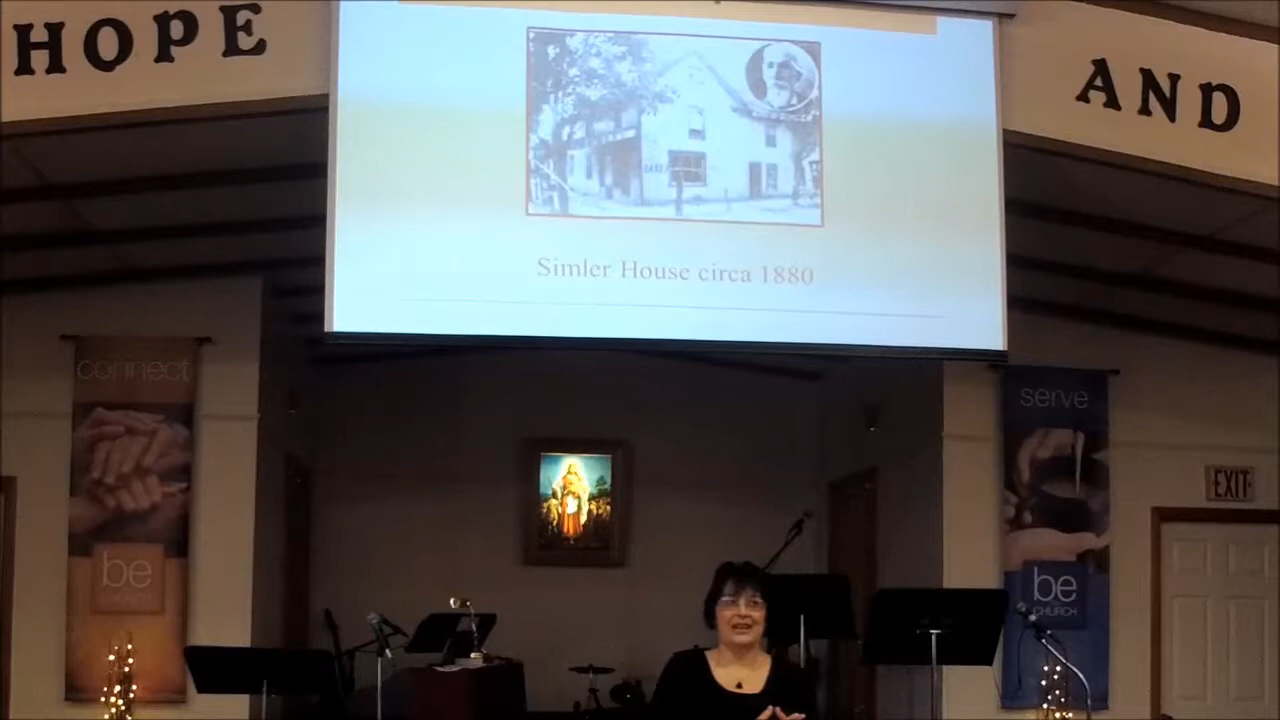 HOPE
AND
Simler House circa 1880
connect
be
serve
be
CHURCH
EXIT